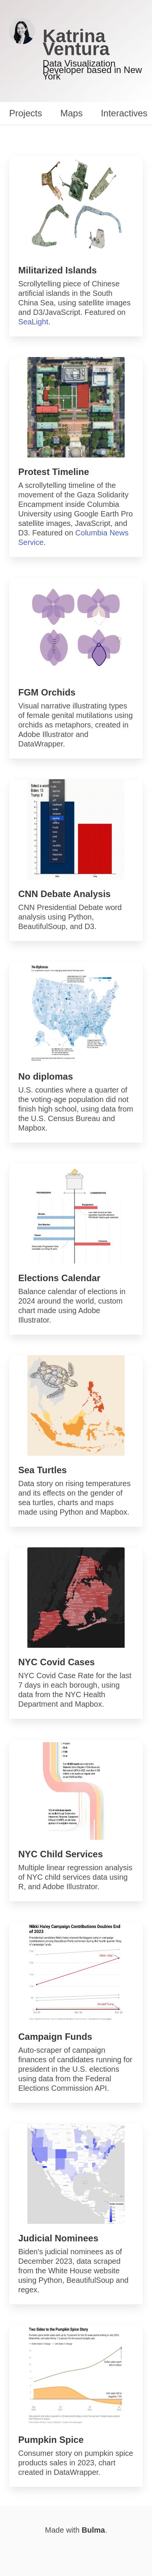 Katrina
Ventura
Data Visualization
Developer based in New
York
Projects Maps Interactives
Militarized Islands
Scrollytelling piece of Chinese
artificial islands in the South
China Sea, using satellite images
and D3/JavaScript. Featured on
SeaLight.
Protest Timeline
A scrollytelling timeline of the
movement of the Gaza Solidarity
Encampment inside Columbia
University using Google Earth Pro
satellite images, JavaScript, and
D3. Featured on Columbia News
Service.
FGM Orchids
Visual narrative illustrating types
of female genital mutilations using
orchids as metaphors, created in
Adobe Illustrator and
DataWrapper.
CNN Debate Analysis
CNN Presidential Debate word
analysis using Python,
BeautifulSoup, and D3.
No diplomas
U.S. counties where a quarter of
the voting-age population did not
finish high school, using data from
the U.S. Census Bureau and
Mapbox.
Elections Calendar
Balance calendar of elections in
2024 around the world, custom
chart made using Adobe
Illustrator.
Sea Turtles
Data story on rising temperatures
and its effects on the gender of
sea turtles, charts and maps
made using Python and Mapbox.
NYC Covid Cases
NYC Covid Case Rate for the last
7 days in each borough, using
data from the NYC Health
Department and Mapbox.
NYC Child Services
Multiple linear regression analysis
of NYC child services data using
R, and Adobe Illustrator.
Nikki Haley Campaign Contributions Doubles End
of 2023
Campaign Funds
Auto-scraper of campaign
finances of candidates running for
president in the U.S. elections
using data from the Federal
Elections Commission API.
Judicial Nominees
Biden's judicial nominees as of
December 2023, data scraped
from the White House website
using Python, BeautifulSoup and
regex.
Two Sides to the Pumpkin Spice Story
Pumpkin Spice
Consumer story on pumpkin spice
products sales in 2023, chart
created in DataWrapper.
Made with Bulma.